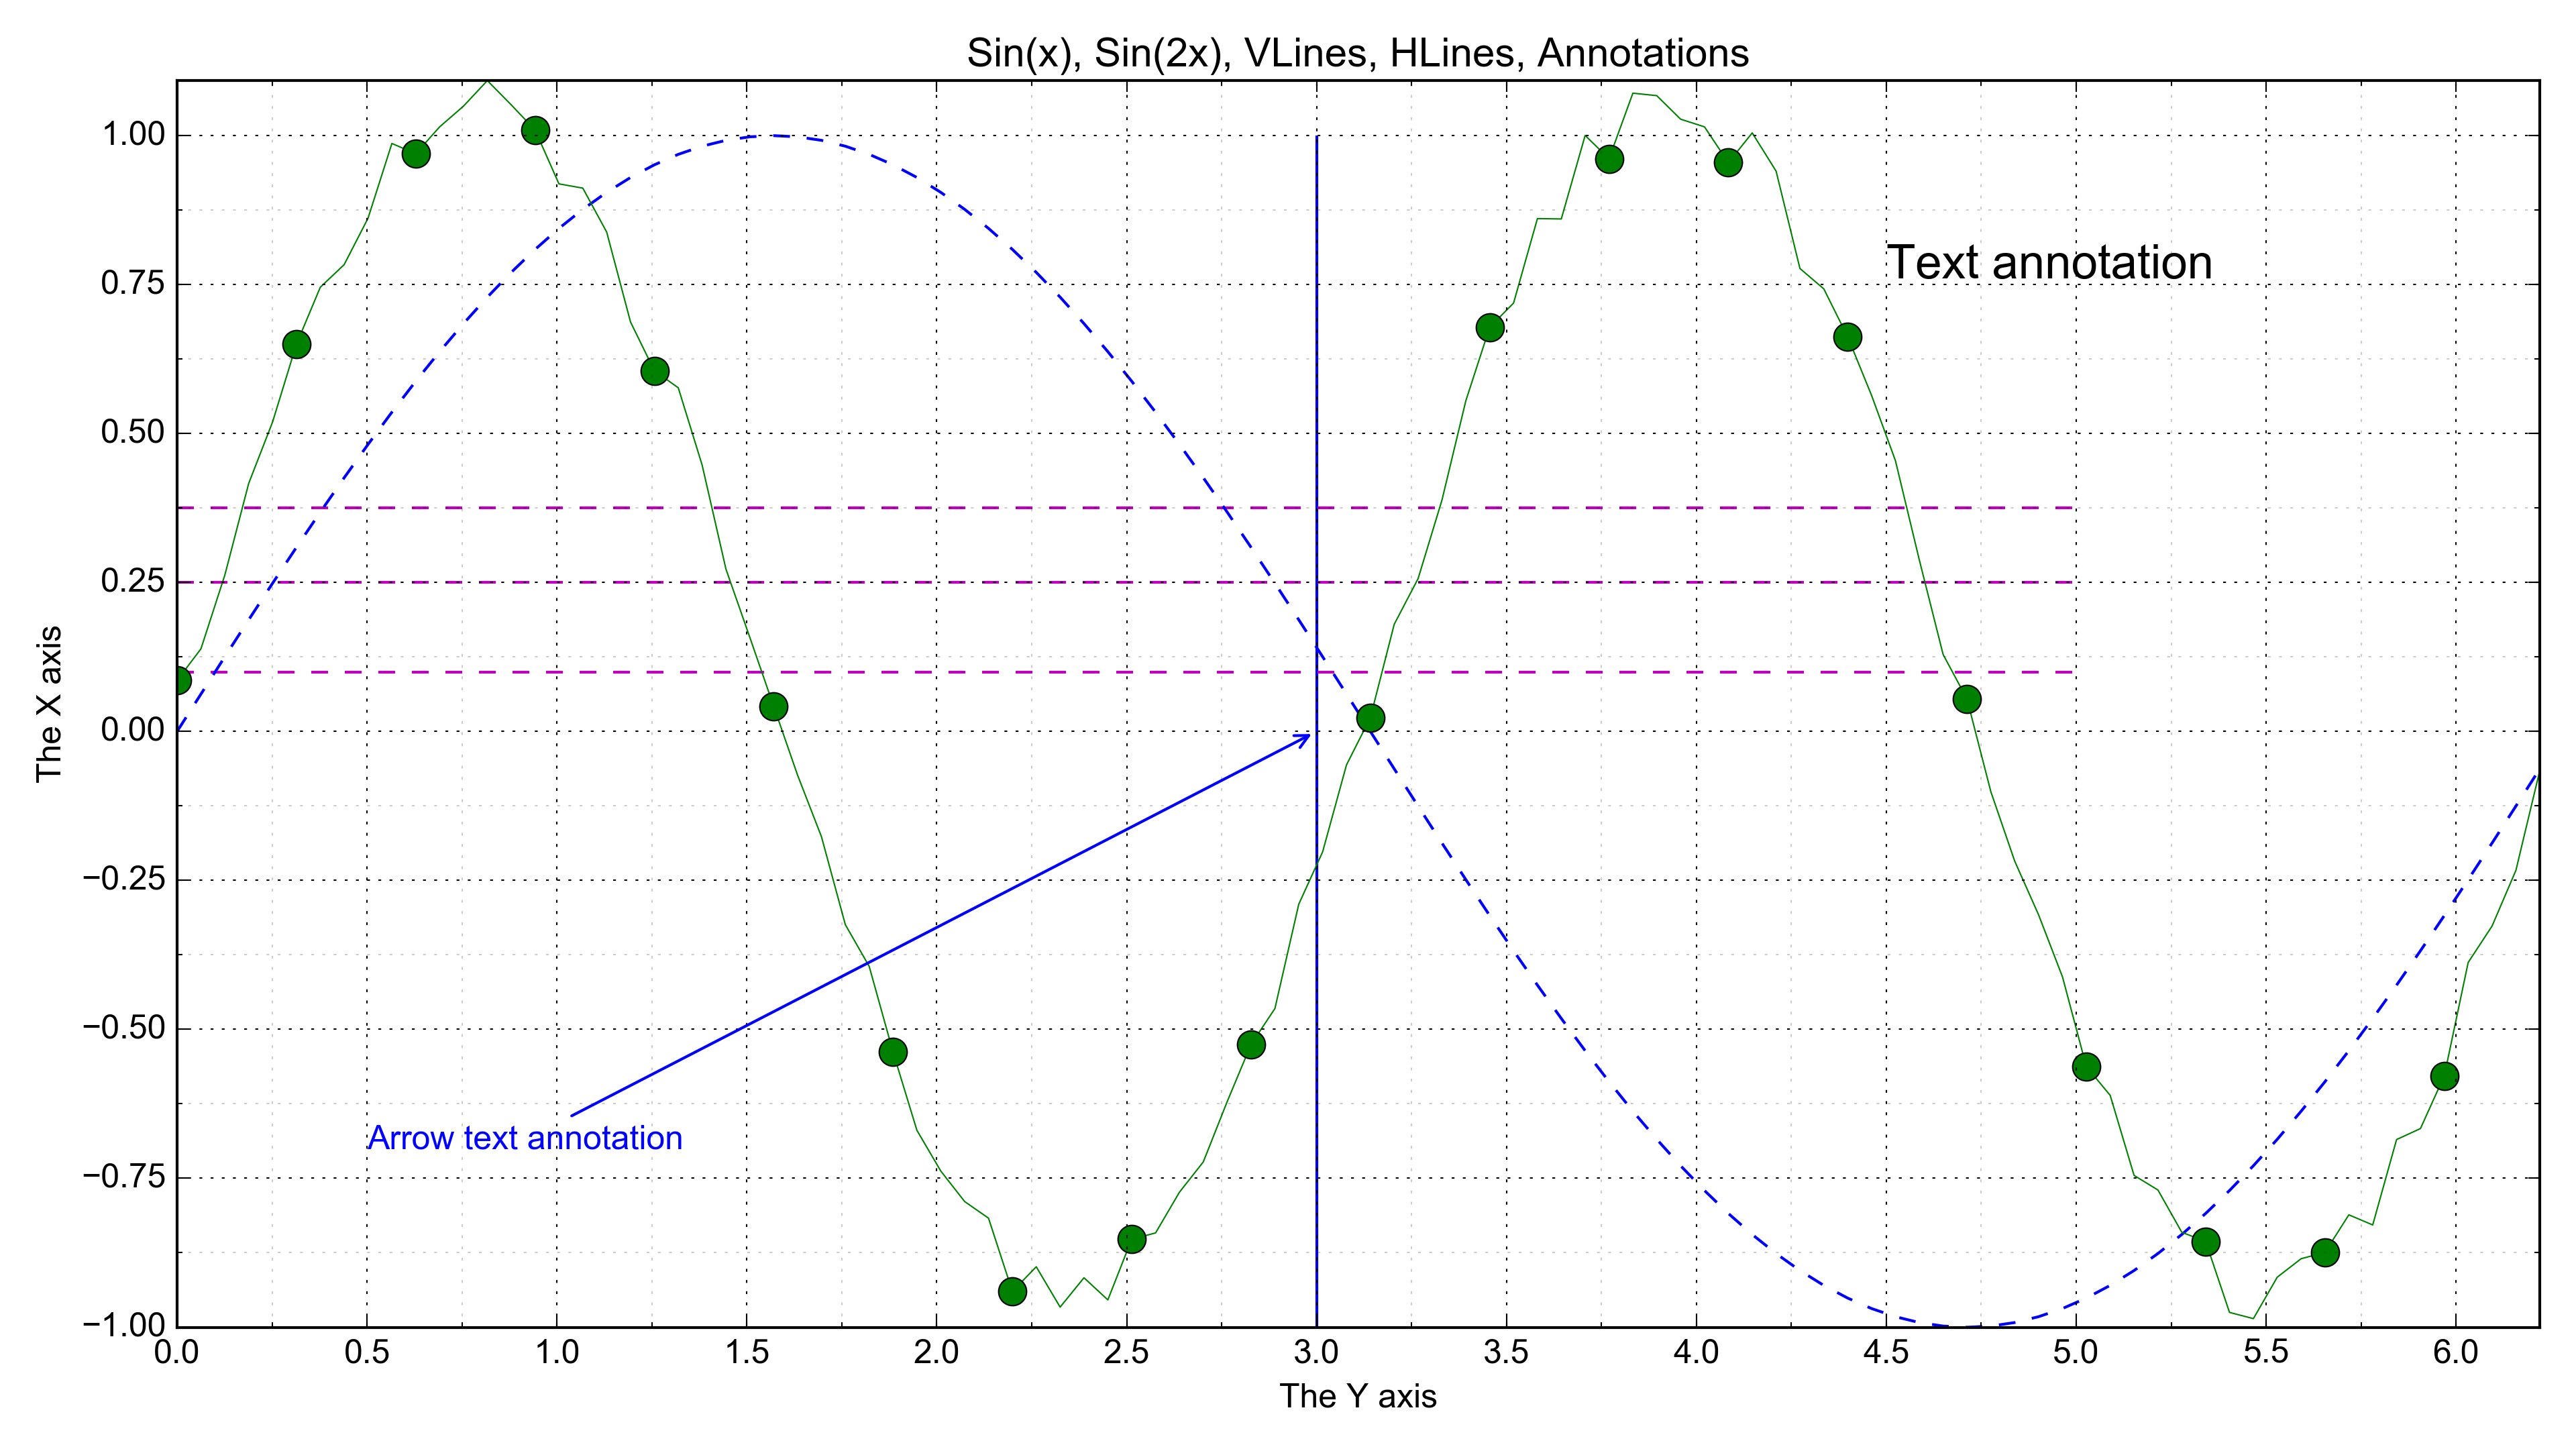 Sin(x), Sin(2x), VLines, HLines, Annotations
1.00
0.75
0.50
0.25
0.00
−0.25
−0.50
−0.75
−1.00
The X axis
Text annotation
Arrow text annotation
0.0 0.5 1.0 1.5 2.0 2.5 3.0 3.5 4.0 4.5 5.0 5.5 6.0
The Y axis